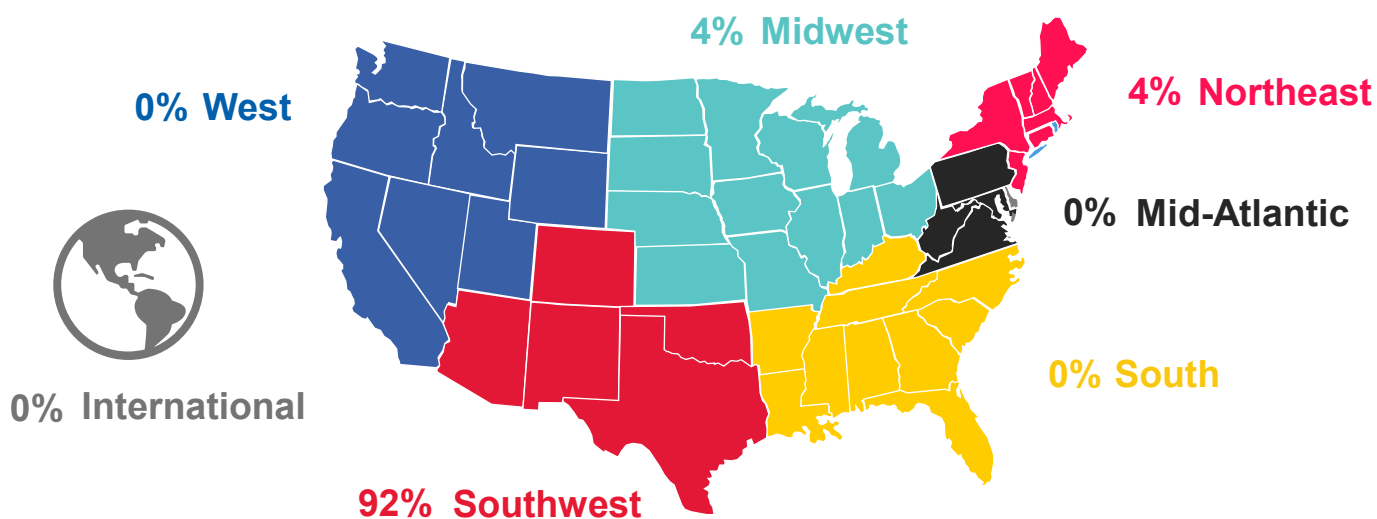 4% Midwest
4% Northeast
0% West
0% Mid-Atlantic
0% South
0% International
92% Southwest